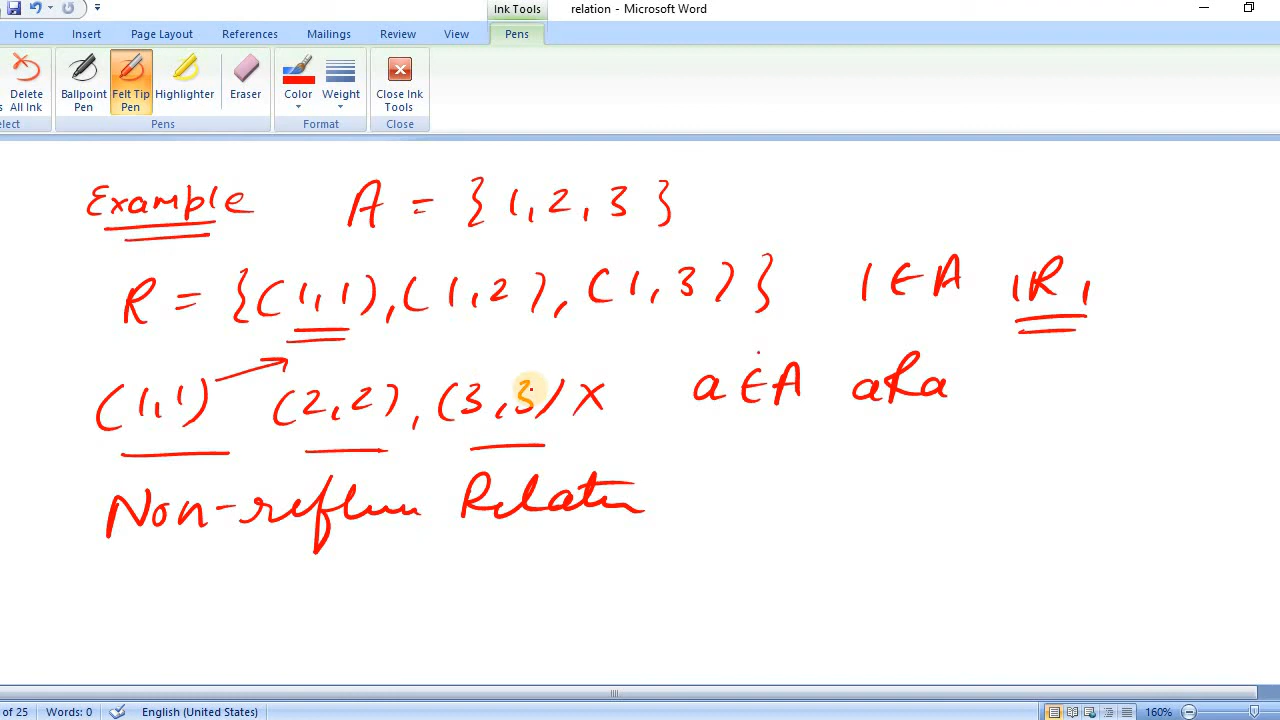 Ink Tools relation - Microsoft Word
Home Insert Page Layout References Mailings Review View Pens
Delete All Ink Ballpoint Pen Felt Tip Pen Highlighter Eraser Color Weight Close Ink Tools
lect Pens Format Close
Example A = {1,2,3}
R = {(1,1),(1,2),(1,3)} 1∈A 1R1
(1,1) (2,2),(3,3)X a∈A aRa
Non-reflexive Relation
of 25 Words: 0 English (United States) 160%